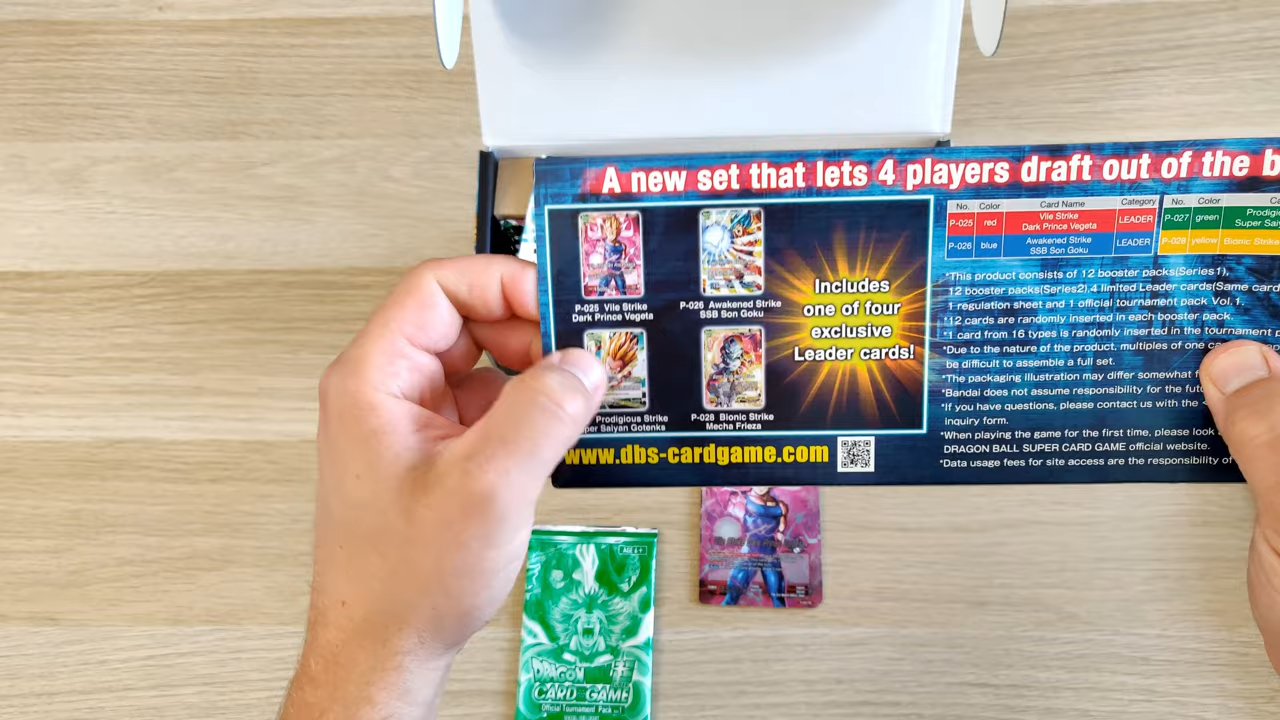 A new set that lets 4 players draft out of the b
No. Color Card Name Category
P-025 red Vile Strike Dark Prince Vegeta LEADER
P-026 blue Awakened Strike SSB Son Goku LEADER
No. Color
P-027 green Prodig Super Sai
P-028 yellow Bionic Strike
P-025 Vile Strike
Dark Prince Vegeta
P-026 Awakened Strike
SSB Son Goku
Prodigious Strike
per Saiyan Gotenks
P-028 Bionic Strike
Mecha Frieza
Includes
one of four
exclusive
Leader cards!
www.dbs-cardgame.com
*This product consists of 12 booster packs(Series1),
12 booster packs(Series2),4 limited Leader cards(Same card
1 regulation sheet and 1 official tournament pack Vol.1.
*12 cards are randomly inserted in each booster pack.
*1 card from 16 types is randomly inserted in the tournament p
*Due to the nature of the product, multiples of one ca
be difficult to assemble a full set.
*The packaging illustration may differ somewhat f
*Bandai does not assume responsibility for the futu
*If you have questions, please contact us with the <
Inquiry form.
*When playing the game for the first time, please look
DRAGON BALL SUPER CARD GAME official website.
*Data usage fees for site access are the responsibility of
AGE 6+
DRAGON 超
CARD GAME
Official Tournament Pack